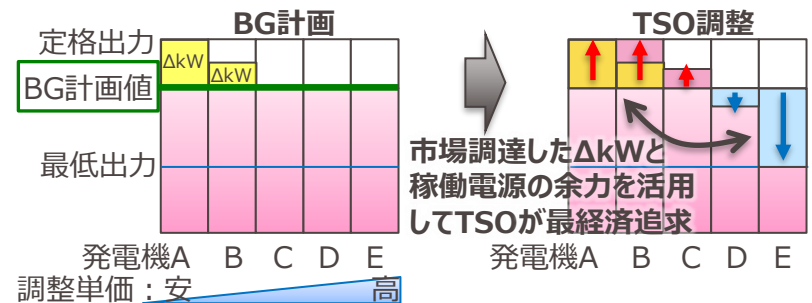 BG計画
定格出力
ΔkW
ΔkW
BG計画値
最低出力
発電機A B C D E
調整単価：安 高
TSO調整
市場調達したΔkWと
稼働電源の余力を活用
してTSOが最経済追求
発電機A B C D E